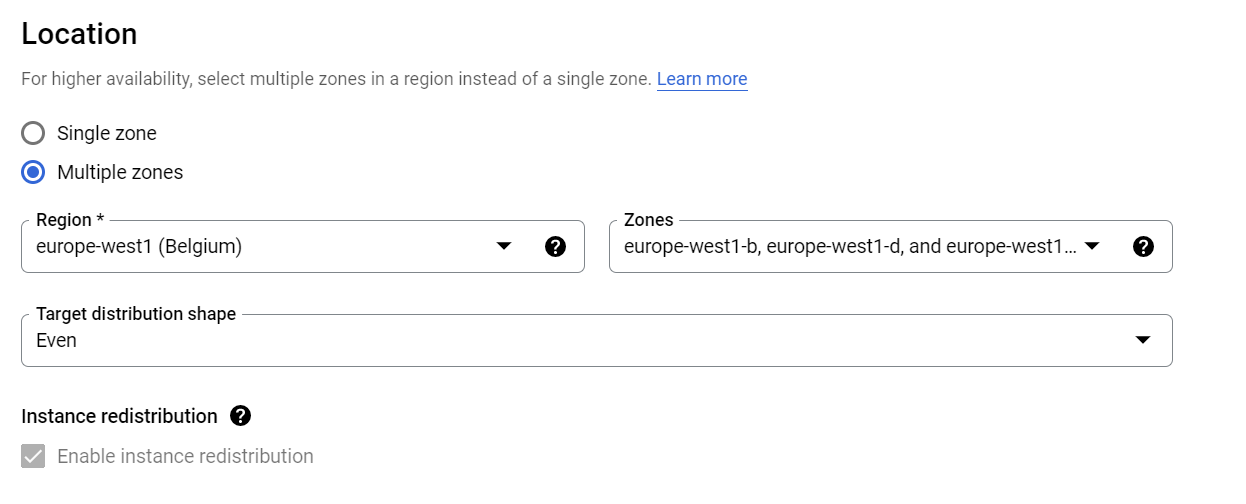 Location
For higher availability, select multiple zones in a region instead of a single zone. Learn more
Single zone
Multiple zones
Region *
europe-west1 (Belgium)
Zones
europe-west1-b, europe-west1-d, and europe-west1...
Target distribution shape
Even
Instance redistribution
Enable instance redistribution